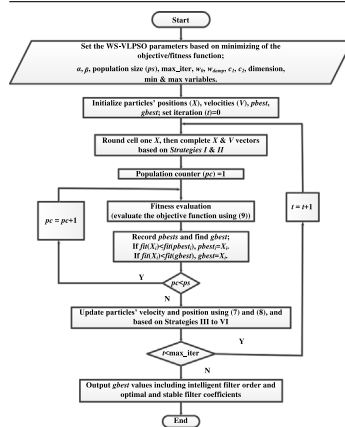 Start
Set the WS-VLPSO parameters based on minimizing of the
objective/fitness function;
α, β, population size (ps), max_iter, w₀, w_damp, c₁, c₂, dimension,
min & max variables.
Initialize particles' positions (X), velocities (V), pbest,
gbest; set iteration (t)=0
Round cell one X, then complete X & V vectors
based on Strategies I & II
Population counter (pc) =1
Fitness evaluation
(evaluate the objective function using (9))
pc = pc+1
t = t+1
Record pbests and find gbest;
If fit(Xᵢ)<fit(pbestᵢ), pbestᵢ=Xᵢ.
If fit(Xᵢ)<fit(gbest), gbest=Xᵢ.
Y
pc<ps
N
Update particles' velocity and position using (7) and (8), and
based on Strategies III to VI
Y
t<max_iter
N
Output gbest values including intelligent filter order and
optimal and stable filter coefficients
End